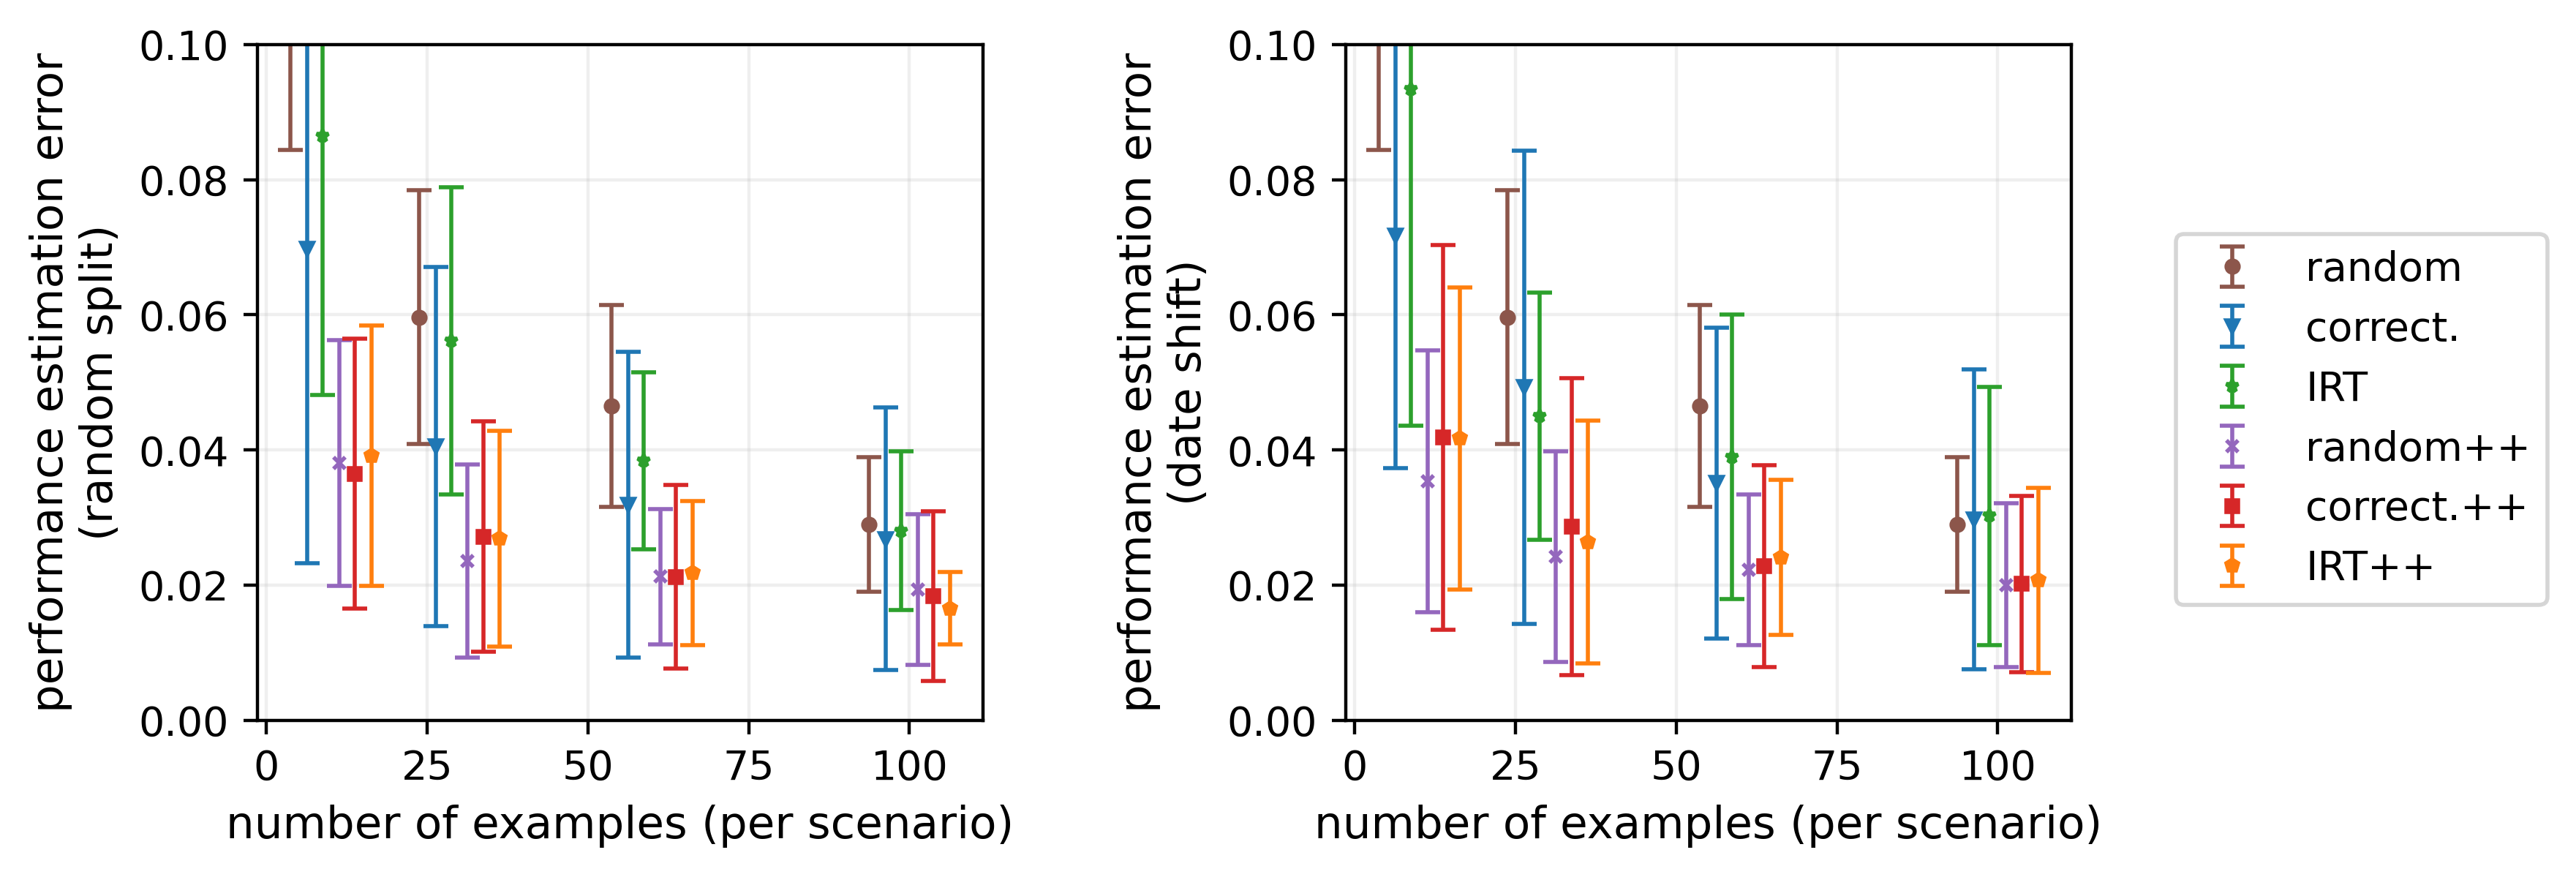 performance estimation error
(random split)
0.10
0.08
0.06
0.04
0.02
0.00
0
25
50
75
100
number of examples (per scenario)
performance estimation error
(date shift)
0.10
0.08
0.06
0.04
0.02
0.00
0
25
50
75
100
number of examples (per scenario)
random
correct.
IRT
random++
correct.++
IRT++